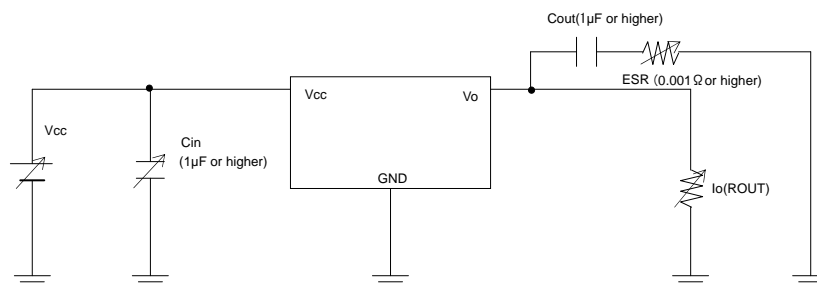 Cout(1µF or higher)
ESR (0.001Ω or higher)
Vcc
Vo
Vcc
Cin
(1µF or higher)
GND
Io(ROUT)